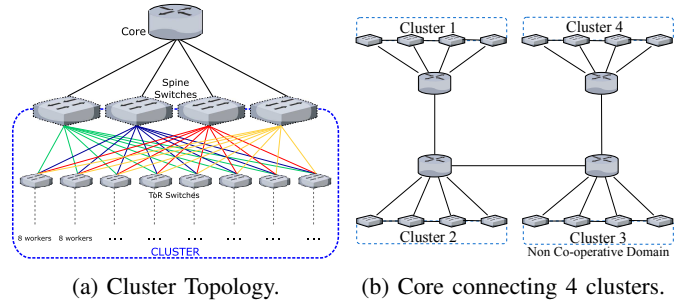 Core
Spine
Switches
ToR Switches
8 workers 8 workers ... ... ... ... ... ...
CLUSTER
(a) Cluster Topology.
Cluster 1
Cluster 4
Cluster 2
Cluster 3
Non Co-operative Domain
(b) Core connecting 4 clusters.